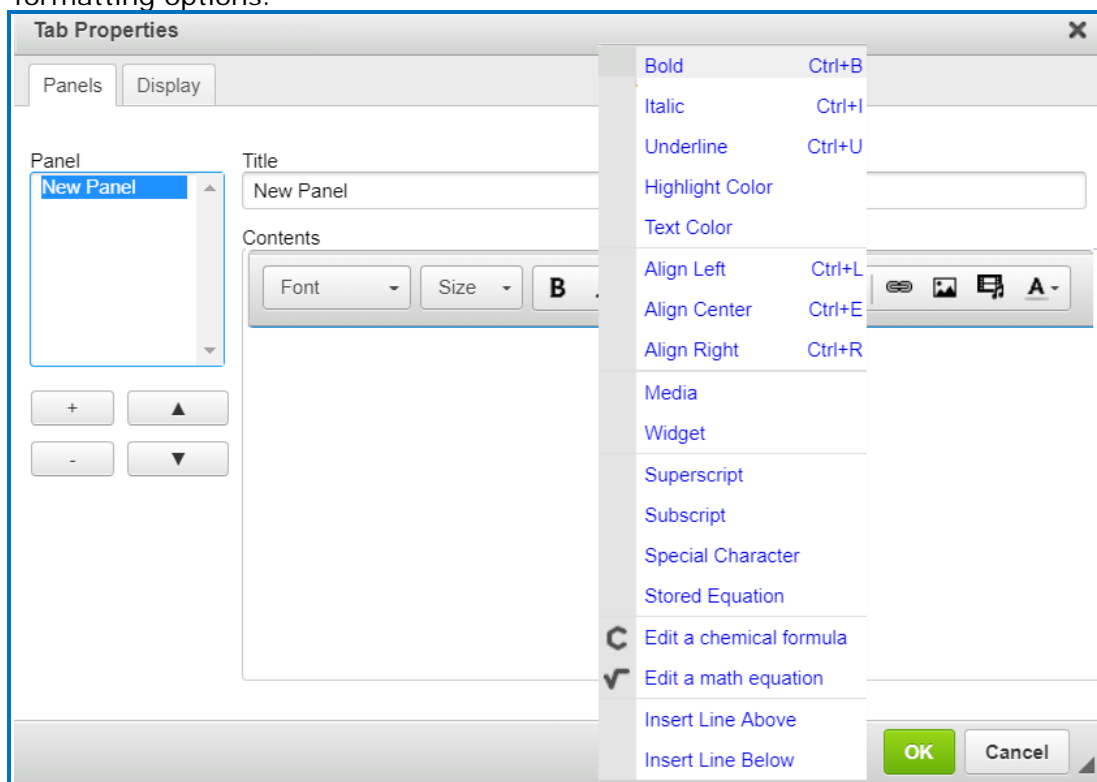 formatting options:
Tab Properties
Panels Display
Panel
New Panel
Title
New Panel
Contents
Font Size B A
+
-
Bold Ctrl+B
Italic Ctrl+I
Underline Ctrl+U
Highlight Color
Text Color
Align Left Ctrl+L
Align Center Ctrl+E
Align Right Ctrl+R
Media
Widget
Superscript
Subscript
Special Character
Stored Equation
Edit a chemical formula
Edit a math equation
Insert Line Above
Insert Line Below
OK Cancel